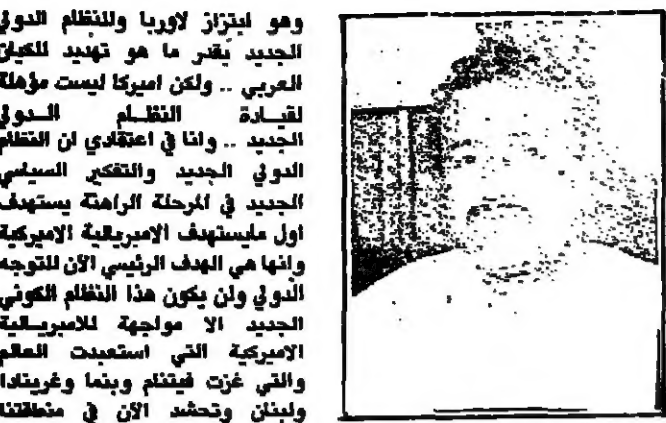 وهو ابتزاز لاوربا وللنظام الدولي
الجديد بقدر ما هو تهديد للكيان
العربي .. ولكن اميركا ليست مؤهلة
لقيادة النظام الدولي
الجديد .. وانا في اعتقادي ان النظام
الدولي الجديد والتفكير السياسي
الجديد في المرحلة الراهنة يستهدف
اول مايستهدف الامبريالية الاميركية
وانها هي الهدف الرئيسي الآن للتوجه
الدولي ولن يكون هذا النظام الكوني
الجديد الا مواجهة للامبريالية
الاميركية التي استعبدت العالم
والتي غزت فيتنام وبنما وغرينادا
ولبنان وتحشد الآن في منطقتنا